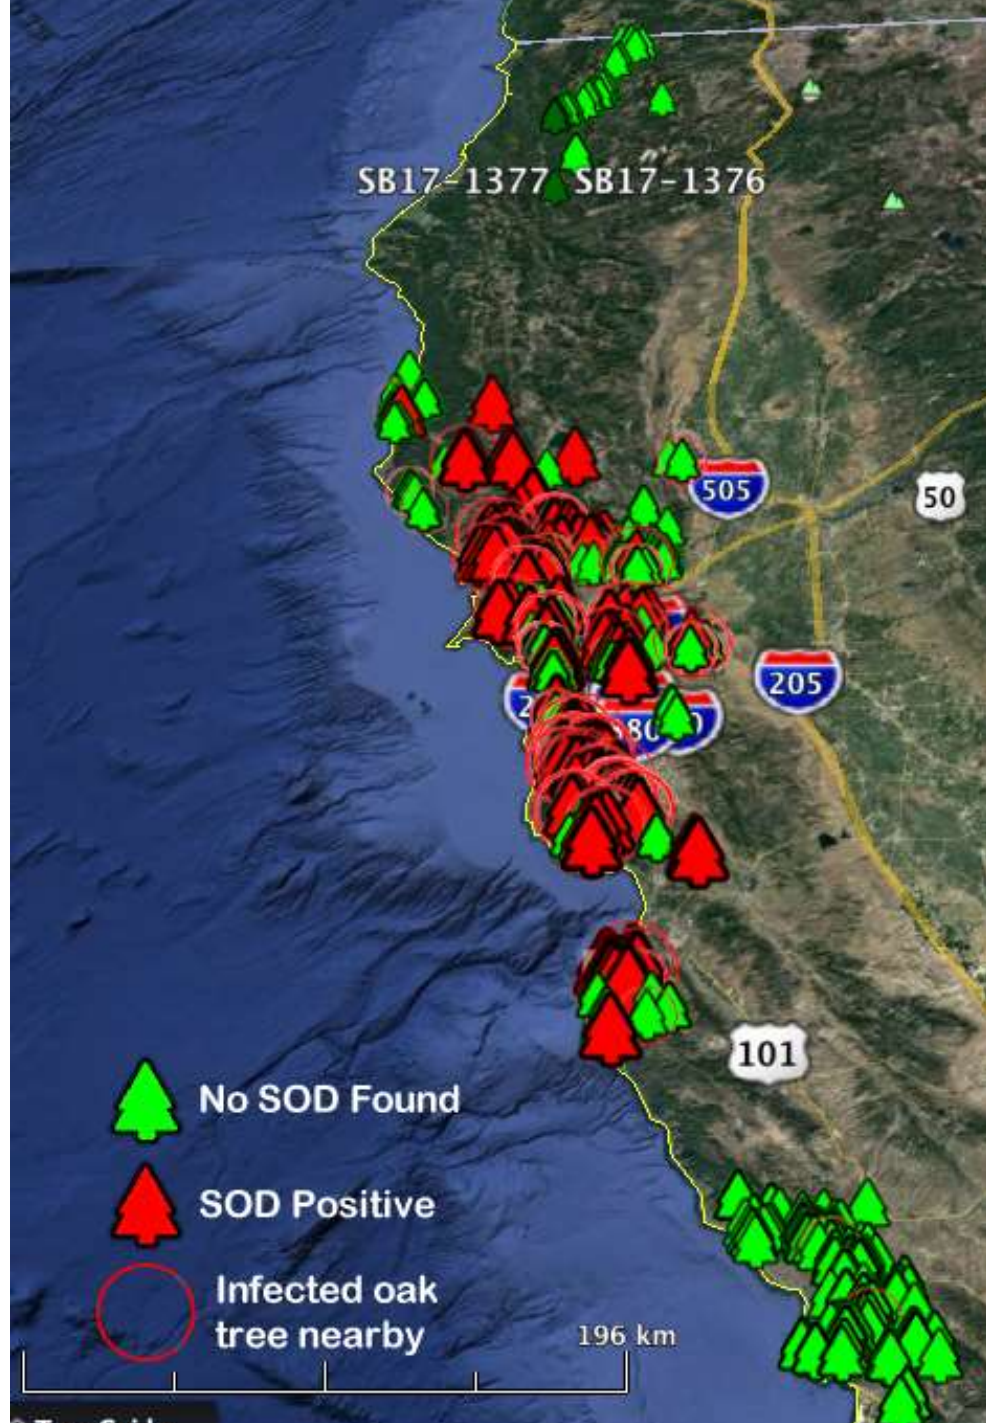 SB17-1377 SB17-1376
505
50
205
101
No SOD Found
SOD Positive
Infected oak
tree nearby
196 km